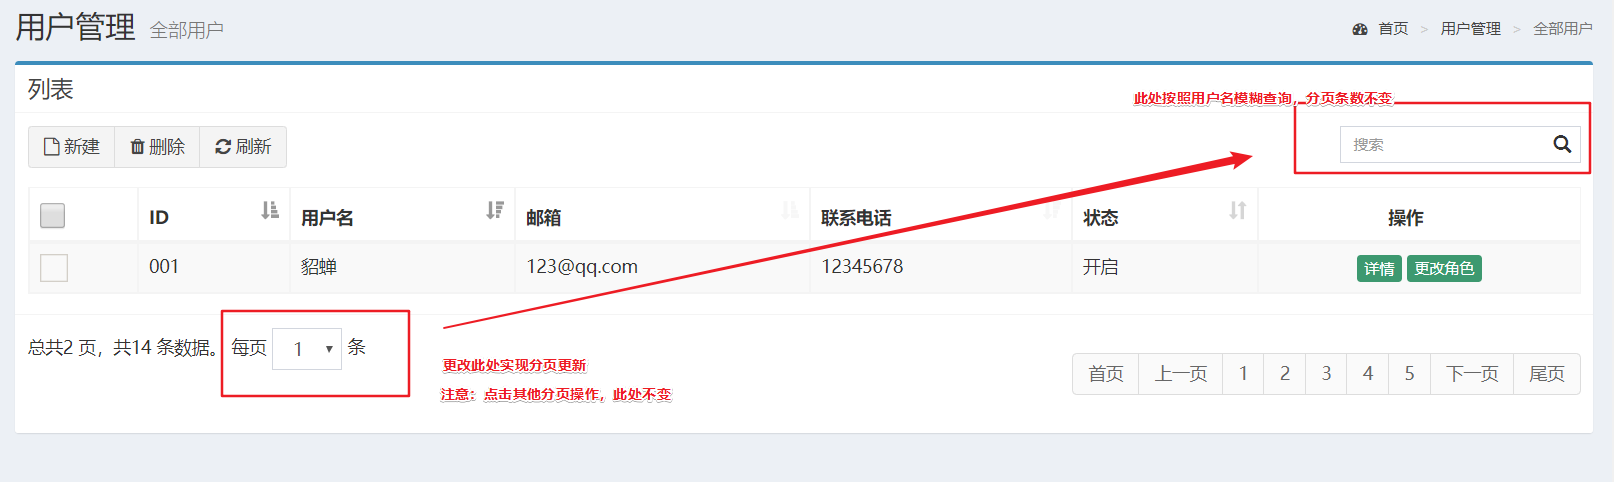 用户管理 全部用户
首页 > 用户管理 > 全部用户
列表
此处按照用户名模糊查询，分页条数不变
新建 删除 刷新
搜索
ID 用户名 邮箱 联系电话 状态 操作
001 貂蝉 123@qq.com 12345678 开启 详情 更改角色
总共2 页，共14 条数据。 每页 1 条
更改此处实现分页更新
注意：点击其他分页操作，此处不变
首页 上一页 1 2 3 4 5 下一页 尾页